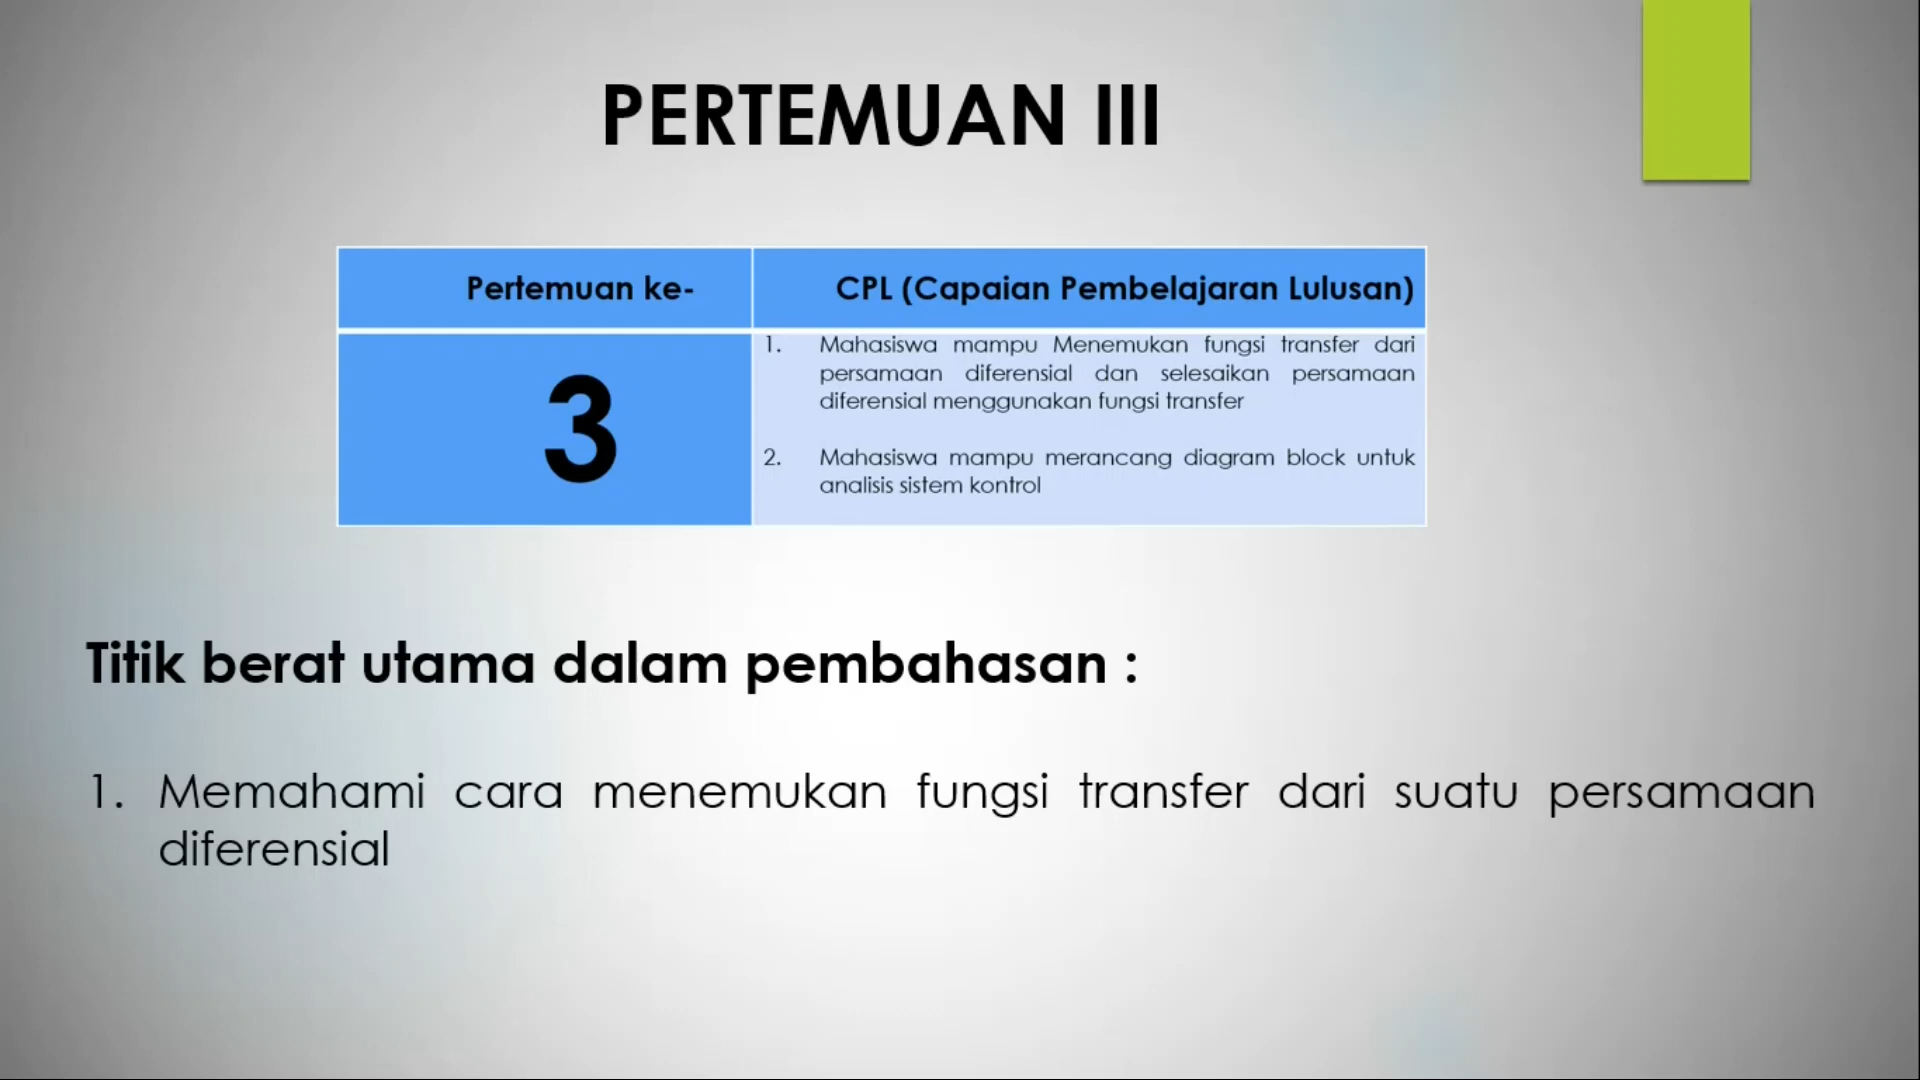 PERTEMUAN III
Pertemuan ke-
CPL (Capaian Pembelajaran Lulusan)
3
1. Mahasiswa mampu Menemukan fungsi transfer dari
persamaan diferensial dan selesaikan persamaan
diferensial menggunakan fungsi transfer
2. Mahasiswa mampu merancang diagram block untuk
analisis sistem kontrol
Titik berat utama dalam pembahasan :
1. Memahami cara menemukan fungsi transfer dari suatu persamaan
diferensial